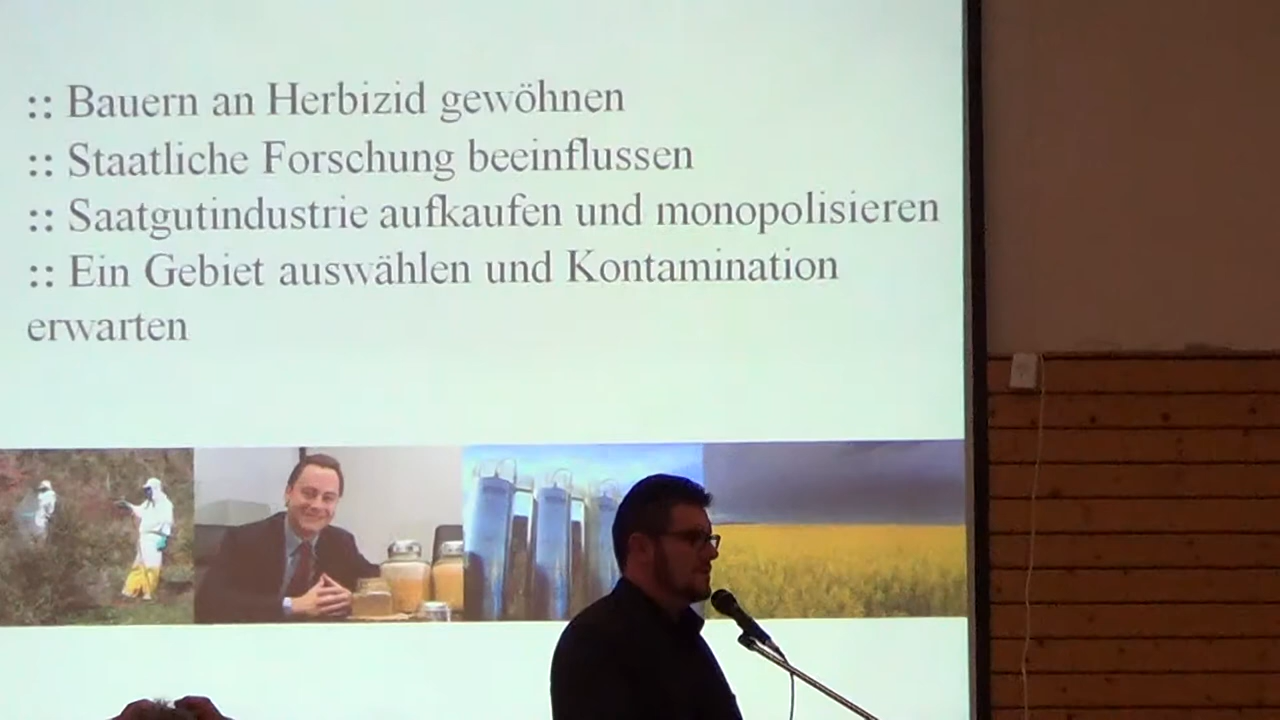 :: Bauern an Herbizid gewöhnen
:: Staatliche Forschung beeinflussen
:: Saatgutindustrie aufkaufen und monopolisieren
:: Ein Gebiet auswählen und Kontamination
erwarten